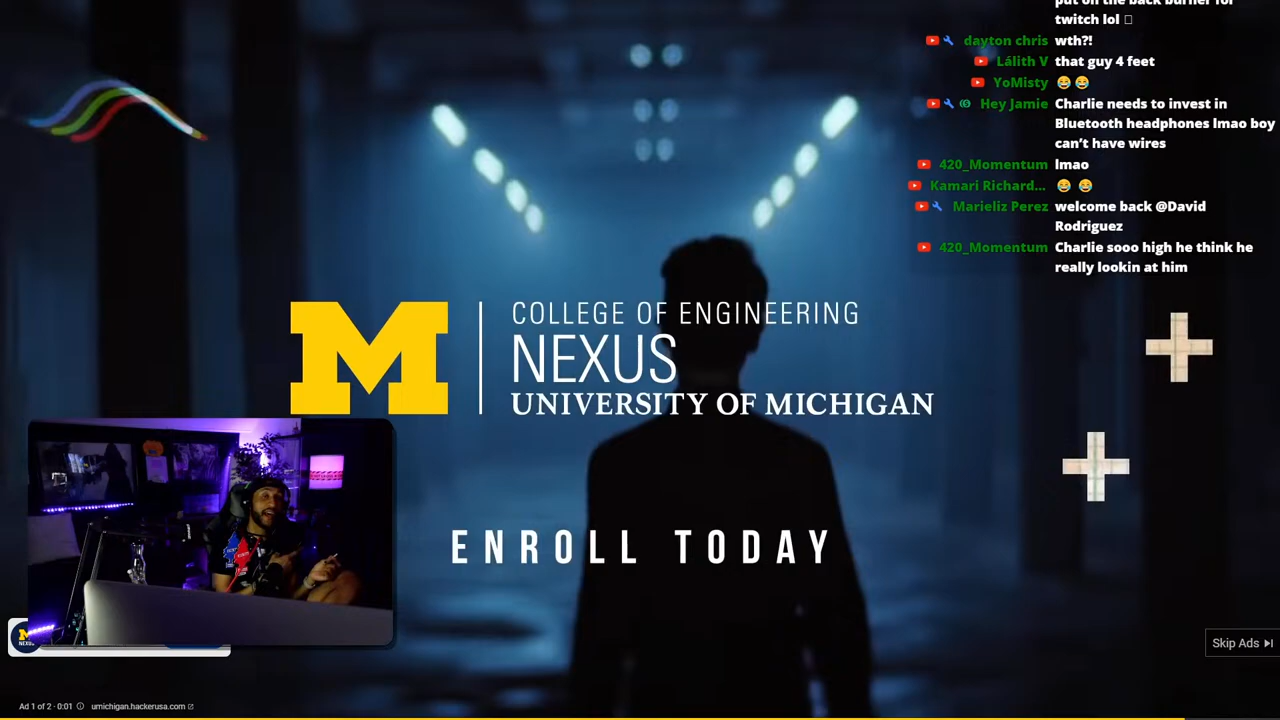 put on the back burner for
twitch lol
dayton chris wth?!
Lálith V that guy 4 feet
YoMisty 😂😂
Hey Jamie Charlie needs to invest in
Bluetooth headphones lmao boy
can't have wires
420_Momentum lmao
Kamari Richard... 😂 😂
Marieliz Perez welcome back @David
Rodriguez
420_Momentum Charlie sooo high he think he
really lookin at him
M
COLLEGE OF ENGINEERING
NEXUS
UNIVERSITY OF MICHIGAN
ENROLL TODAY
M
NEXUS
Skip Ads
Ad 1 of 2 · 0:01 umichigan.hackerusa.com